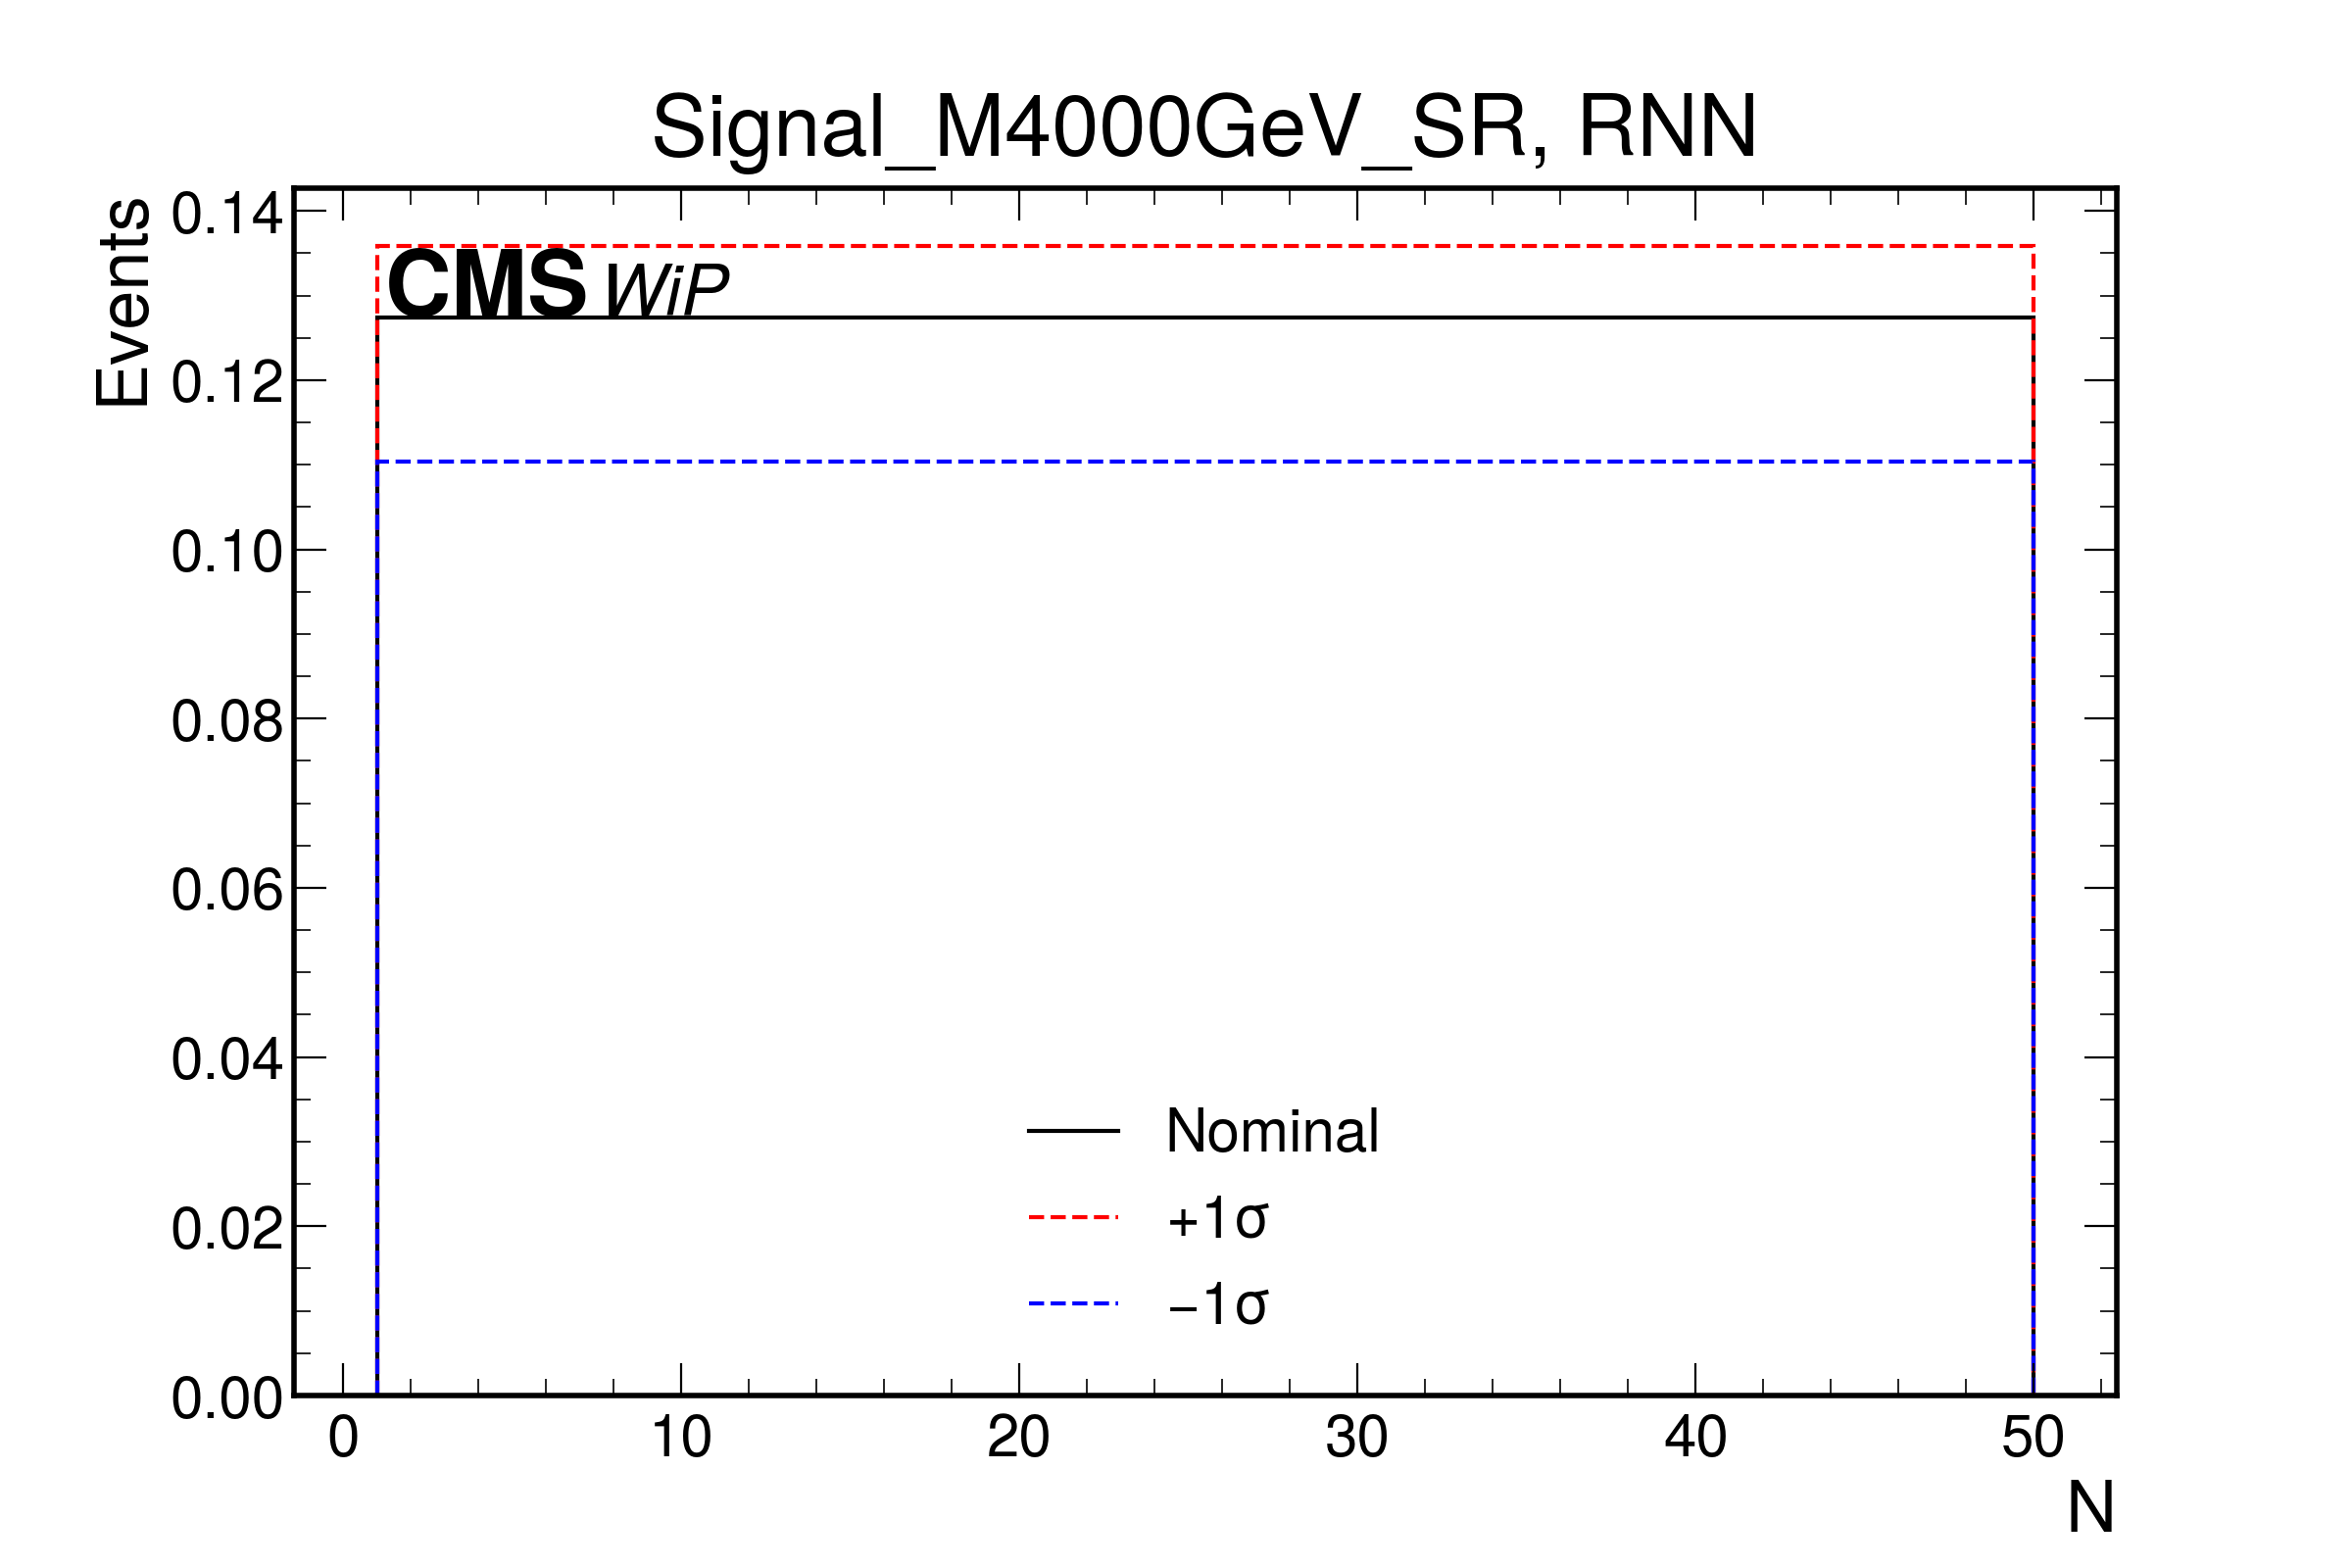 Signal_M4000GeV_SR, RNN
Events
CMS WiP
0.14
0.12
0.10
0.08
0.06
0.04
0.02
0.00
Nominal
+1σ
−1σ
0 10 20 30 40 50
N